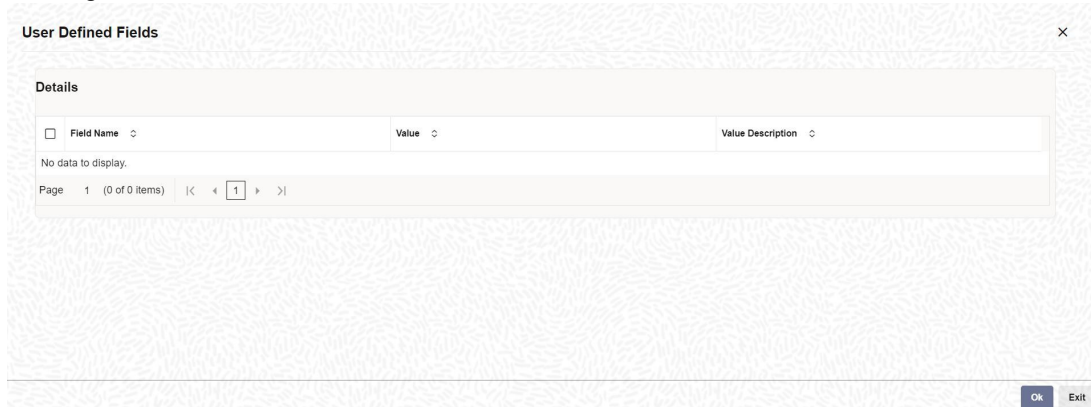 User Defined Fields
Details
Field Name Value Value Description
No data to display.
Page 1 (0 of 0 items) 1
Ok Exit